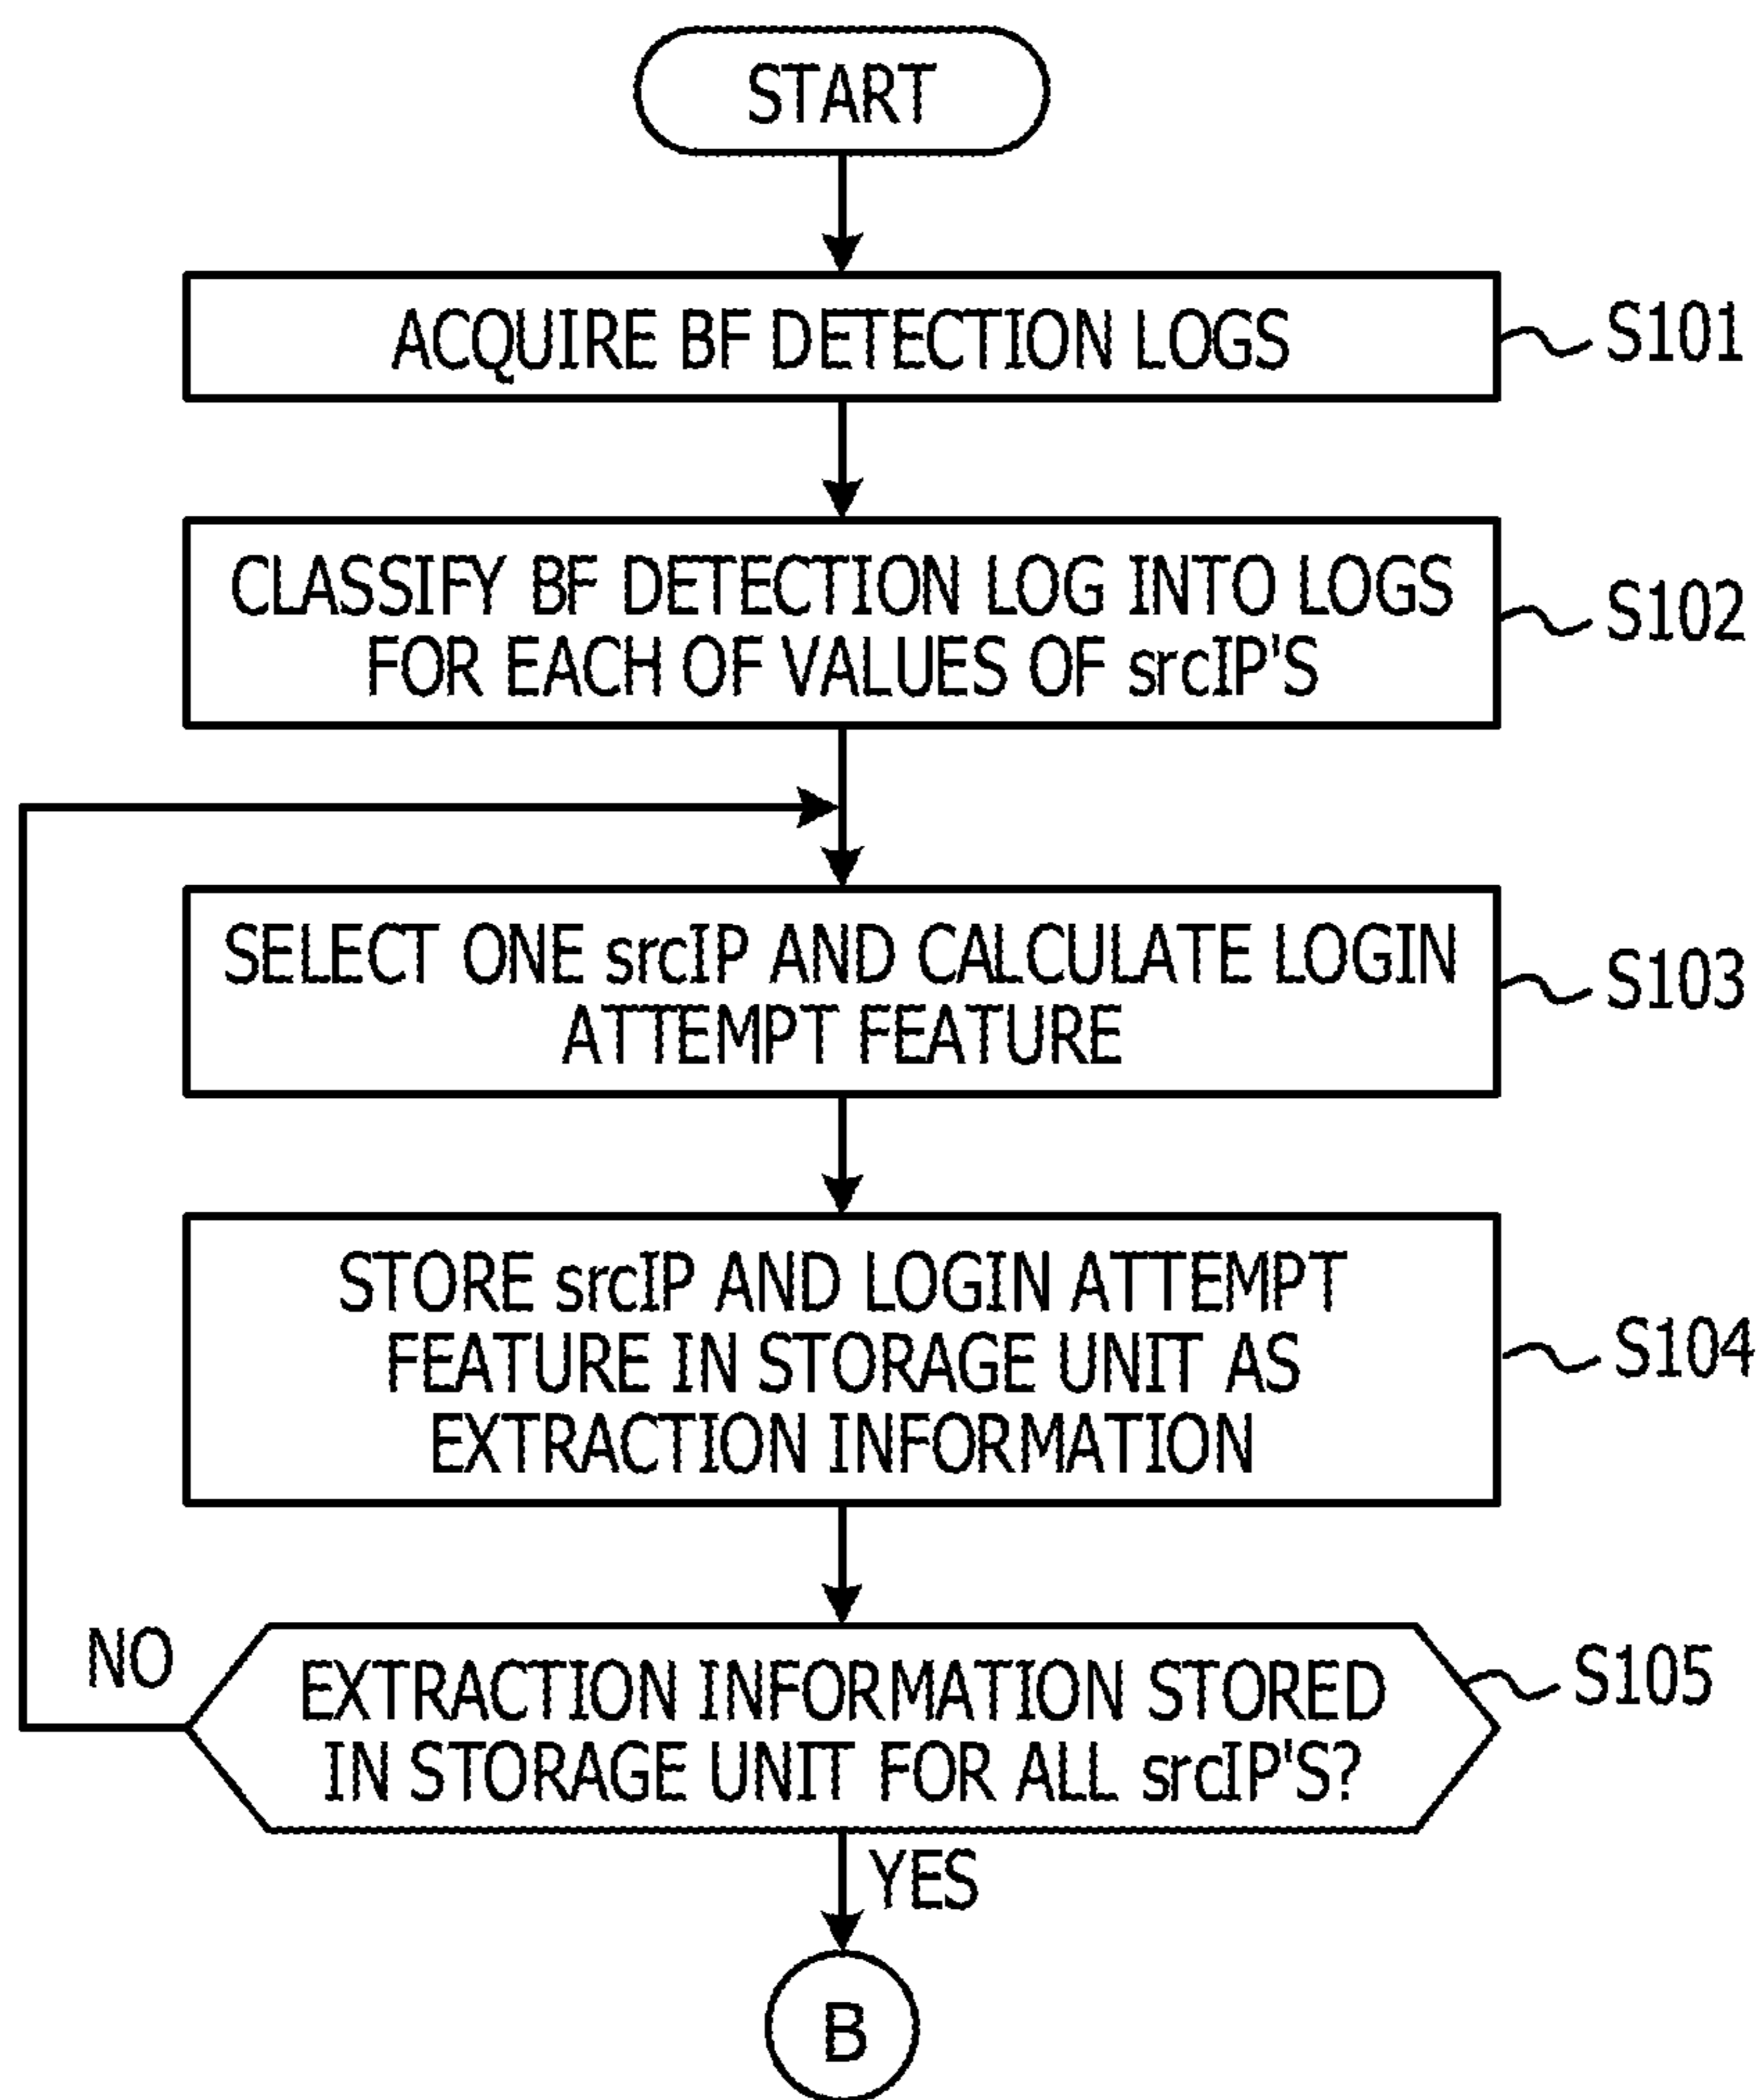 START
ACQUIRE BF DETECTION LOGS
S101
CLASSIFY BF DETECTION LOG INTO LOGS
FOR EACH OF VALUES OF srcIP'S
S102
SELECT ONE srcIP AND CALCULATE LOGIN
ATTEMPT FEATURE
S103
STORE srcIP AND LOGIN ATTEMPT
FEATURE IN STORAGE UNIT AS
EXTRACTION INFORMATION
S104
NO
EXTRACTION INFORMATION STORED
IN STORAGE UNIT FOR ALL srcIP'S?
S105
YES
B